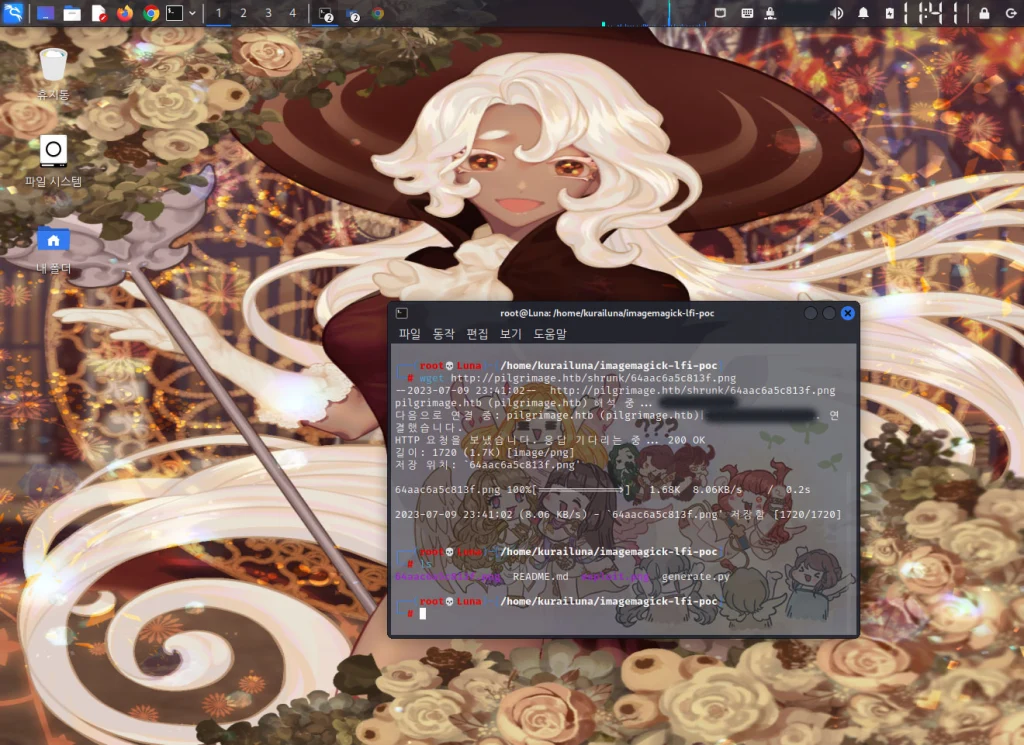 1 2 3 4
2 2
11:41
휴지통
파일 시스템
내 폴더
root@Luna: /home/kurailuna/imagemagick-lfi-poc
파일 동작 편집 보기 도움말
root Luna /home/kurailuna/imagemagick-lfi-poc
# wget http://pilgrimage.htb/shrunk/64aac6a5c813f.png
--2023-07-09 23:41:02-- http://pilgrimage.htb/shrunk/64aac6a5c813f.png
pilgrimage.htb (pilgrimage.htb) 해석 중...
다음으로 연결 중: pilgrimage.htb (pilgrimage.htb)| . 연
결했습니다.
HTTP 요청을 보냈습니다. 응답 기다리는 중... 200 OK
길이: 1720 (1.7K) [image/png]
저장 위치: `64aac6a5c813f.png'
64aac6a5c813f.png 100%[===================>] 1.68K 8.06KB/s / 0.2s
2023-07-09 23:41:02 (8.06 KB/s) - `64aac6a5c813f.png' 저장함 [1720/1720]
root Luna /home/kurailuna/imagemagick-lfi-poc
# ls
64aac6a5c813f.png README.md exploit.png generate.py
root Luna /home/kurailuna/imagemagick-lfi-poc
#
???